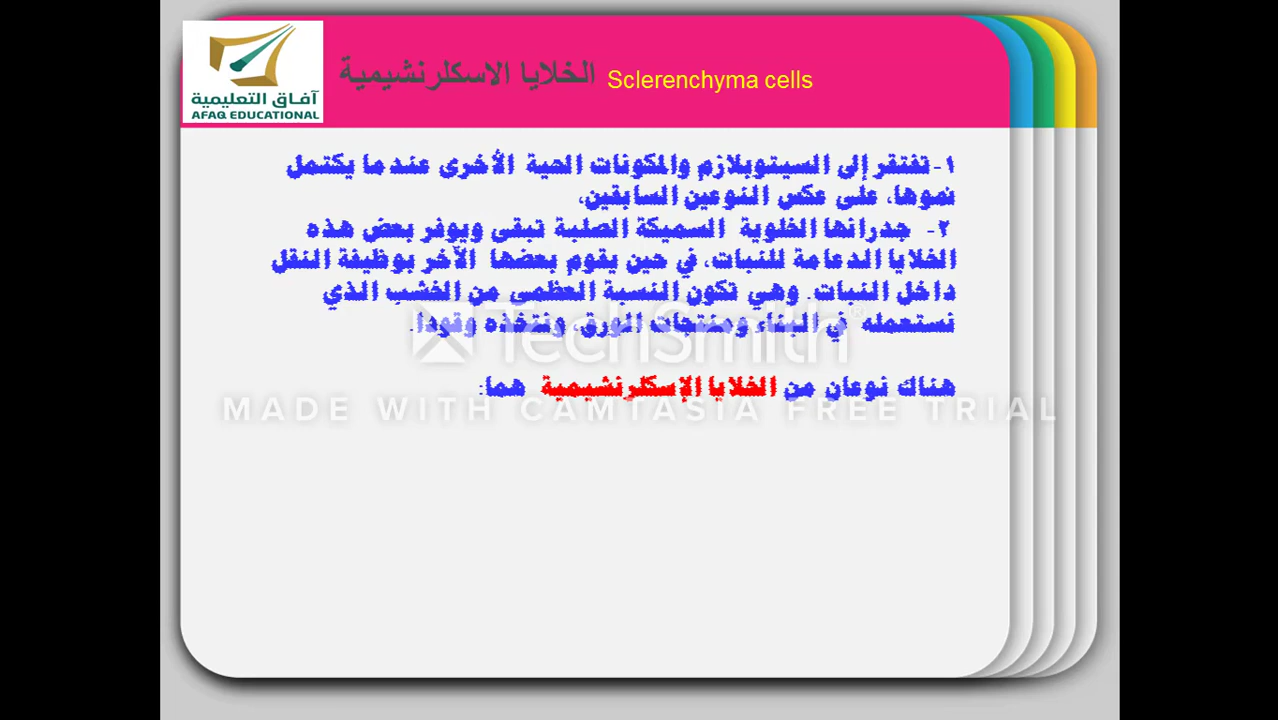 آفاق التعليمية
AFAQ EDUCATIONAL
الخلايا الاسكلرنشيمية Sclerenchyma cells
١-تفتقر إلى السيتوبلازم والمكونات الحية الأخرى عندما يكتمل
نموها، على عكس النوعين السابقين،
٢- جدرانها الخلوية السميكة الصلبة تبقى ويوفر بعض هذه
الخلايا الدعامة للنبات، في حين يقوم بعضها الآخر بوظيفة النقل
داخل النبات. وهي تكون النسبة العظمى من الخشب الذي
نستعمله في البناء ومنتجات الورق، ونتخذه وقودا.
TechSmith®
هناك نوعان من الخلايا الإسكلرنشيمية هما:
MADE WITH CAMTASIA FREE TRIAL